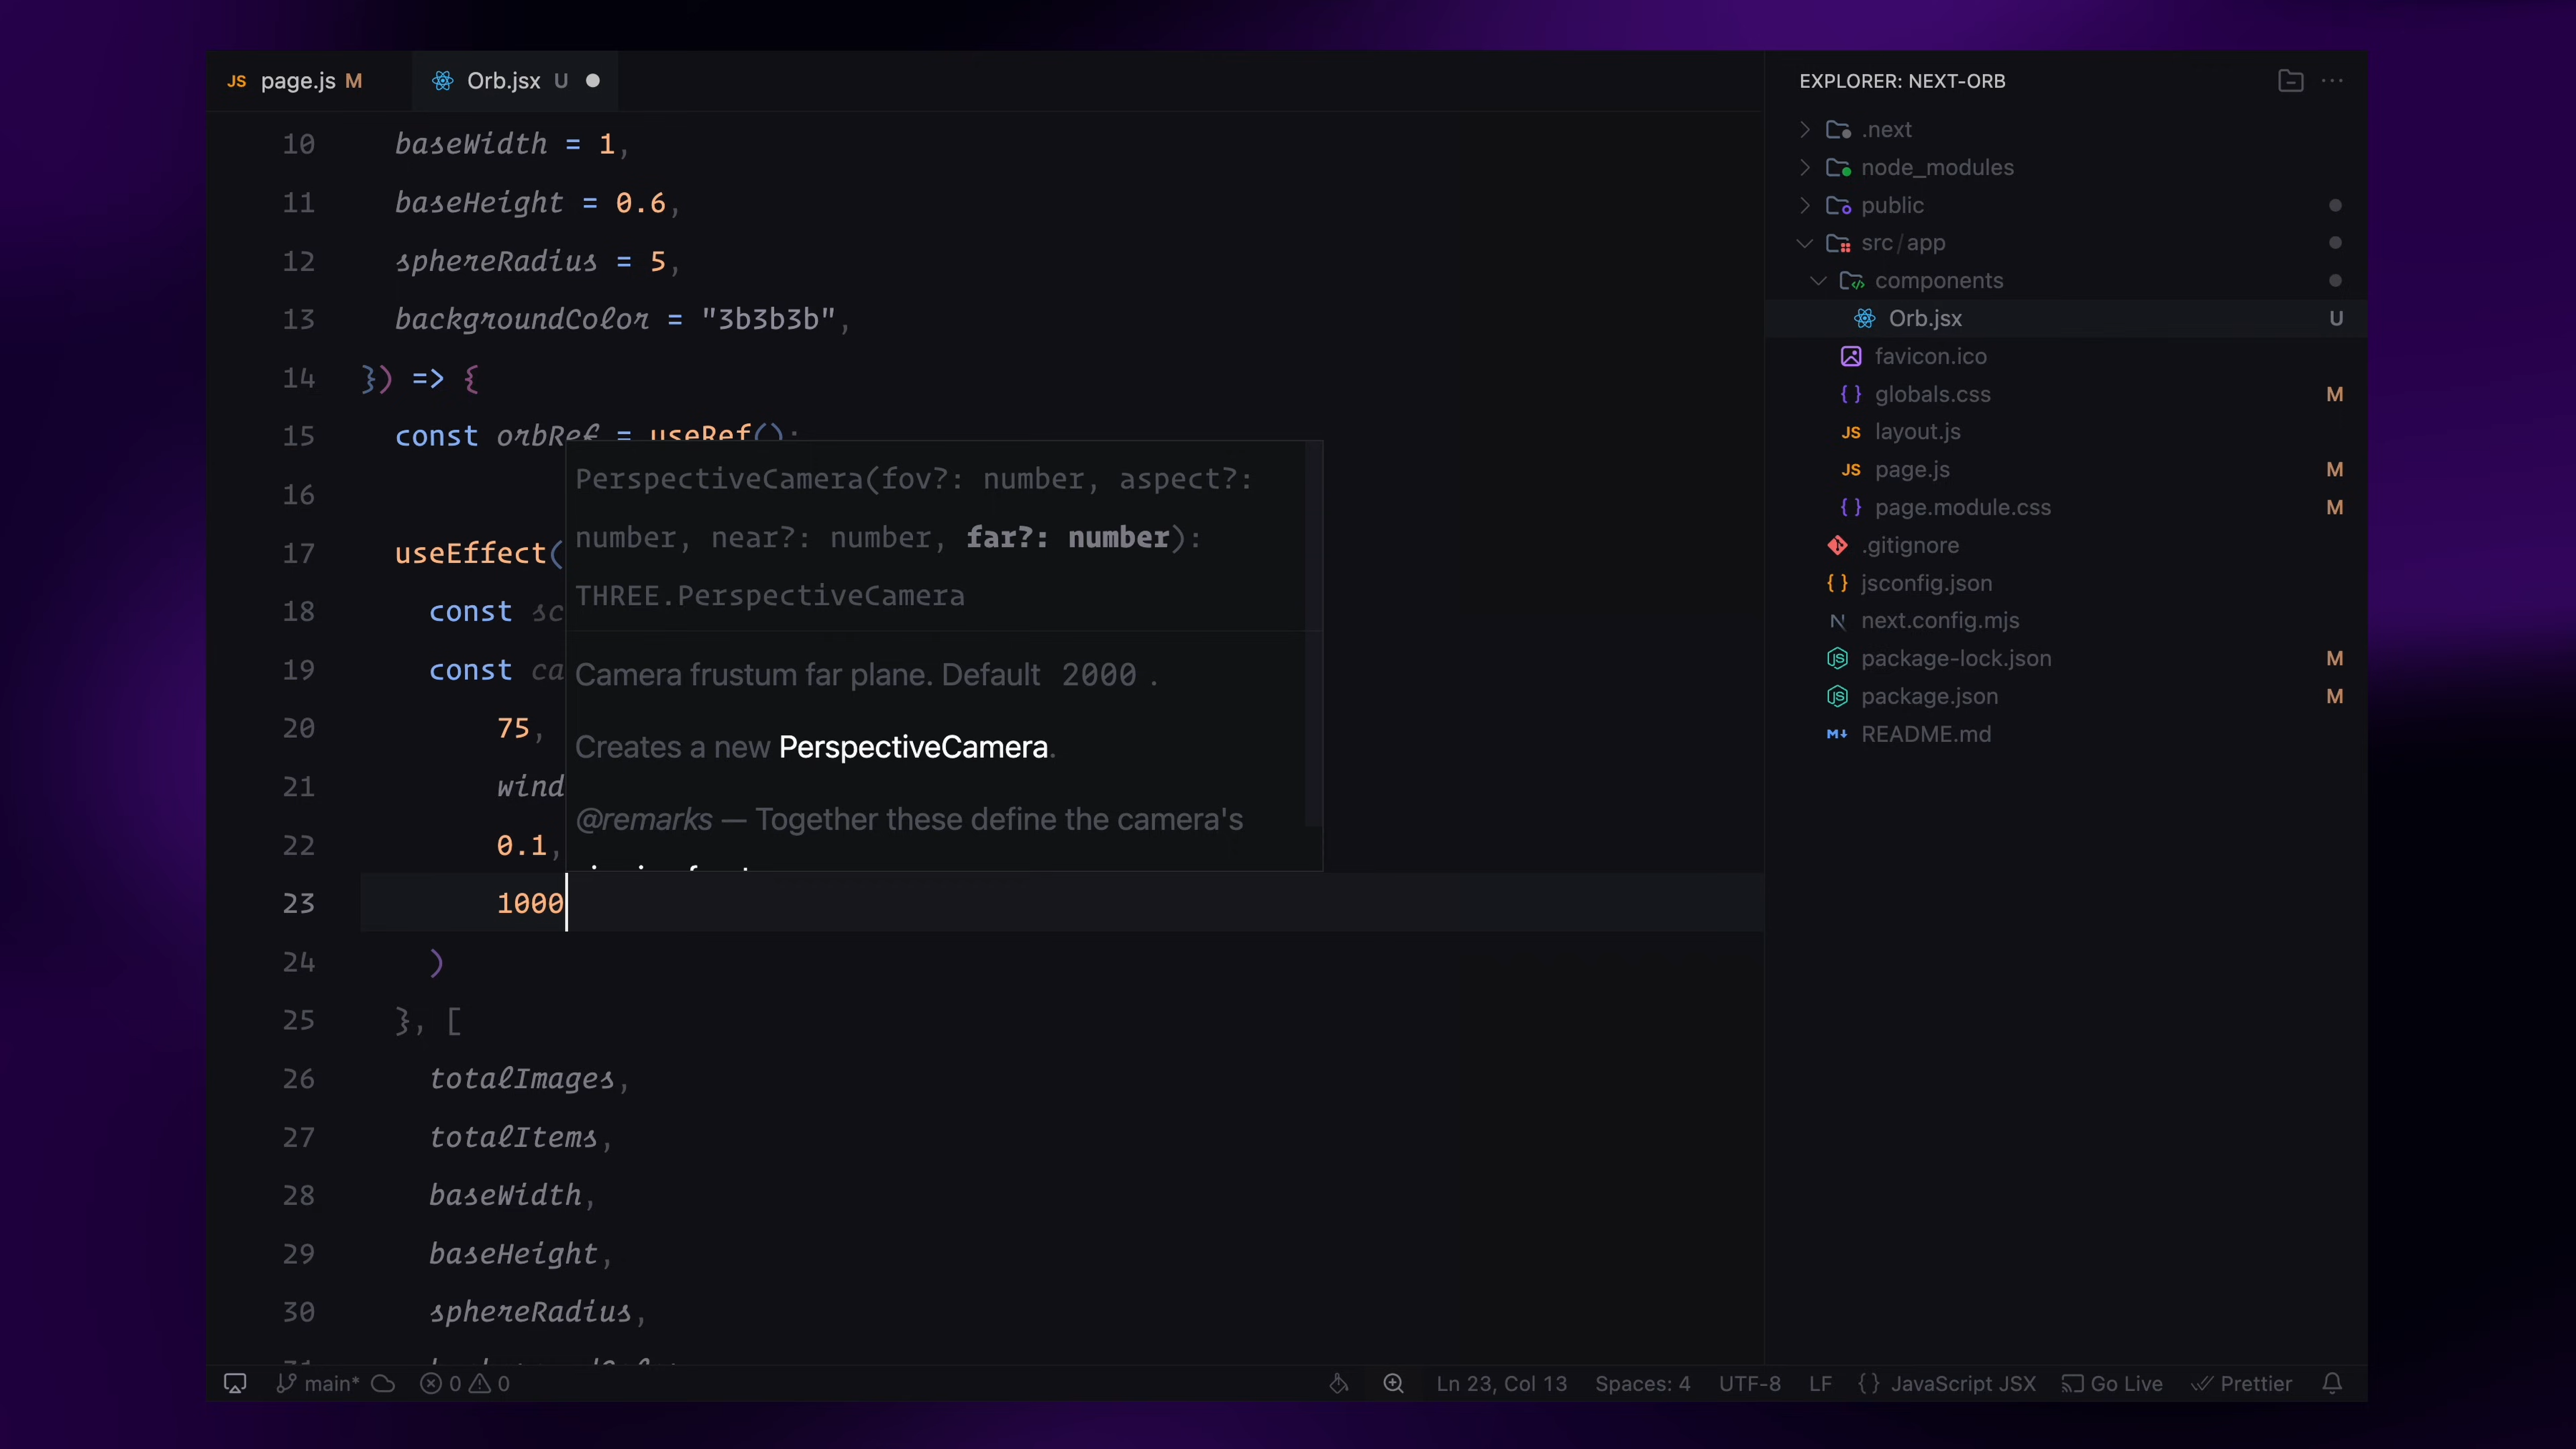 page.js M
Orb.jsx U
10 baseWidth = 1,
11 baseHeight = 0.6,
12 sphereRadius = 5,
13 backgroundColor = "3b3b3b",
14 }) => {
15 const orbRef = useRef();
16
17 useEffect(
18 const sc
19 const ca
20 75,
21 wind
22 0.1,
23 1000
24 )
25 }, [
26 totalImages,
27 totalItems,
28 baseWidth,
29 baseHeight,
30 sphereRadius,
PerspectiveCamera(fov?: number, aspect?:
number, near?: number, far?: number):
THREE.PerspectiveCamera
Camera frustum far plane. Default 2000 .
Creates a new PerspectiveCamera.
@remarks — Together these define the camera's
EXPLORER: NEXT-ORB
.next
node_modules
public
src/app
components
Orb.jsx U
favicon.ico
globals.css M
JS layout.js
JS page.js M
page.module.css M
.gitignore
jsconfig.json
next.config.mjs
package-lock.json M
package.json M
README.md
main* 0 0
Ln 23, Col 13 Spaces: 4 UTF-8 LF {} JavaScript JSX Go Live Prettier